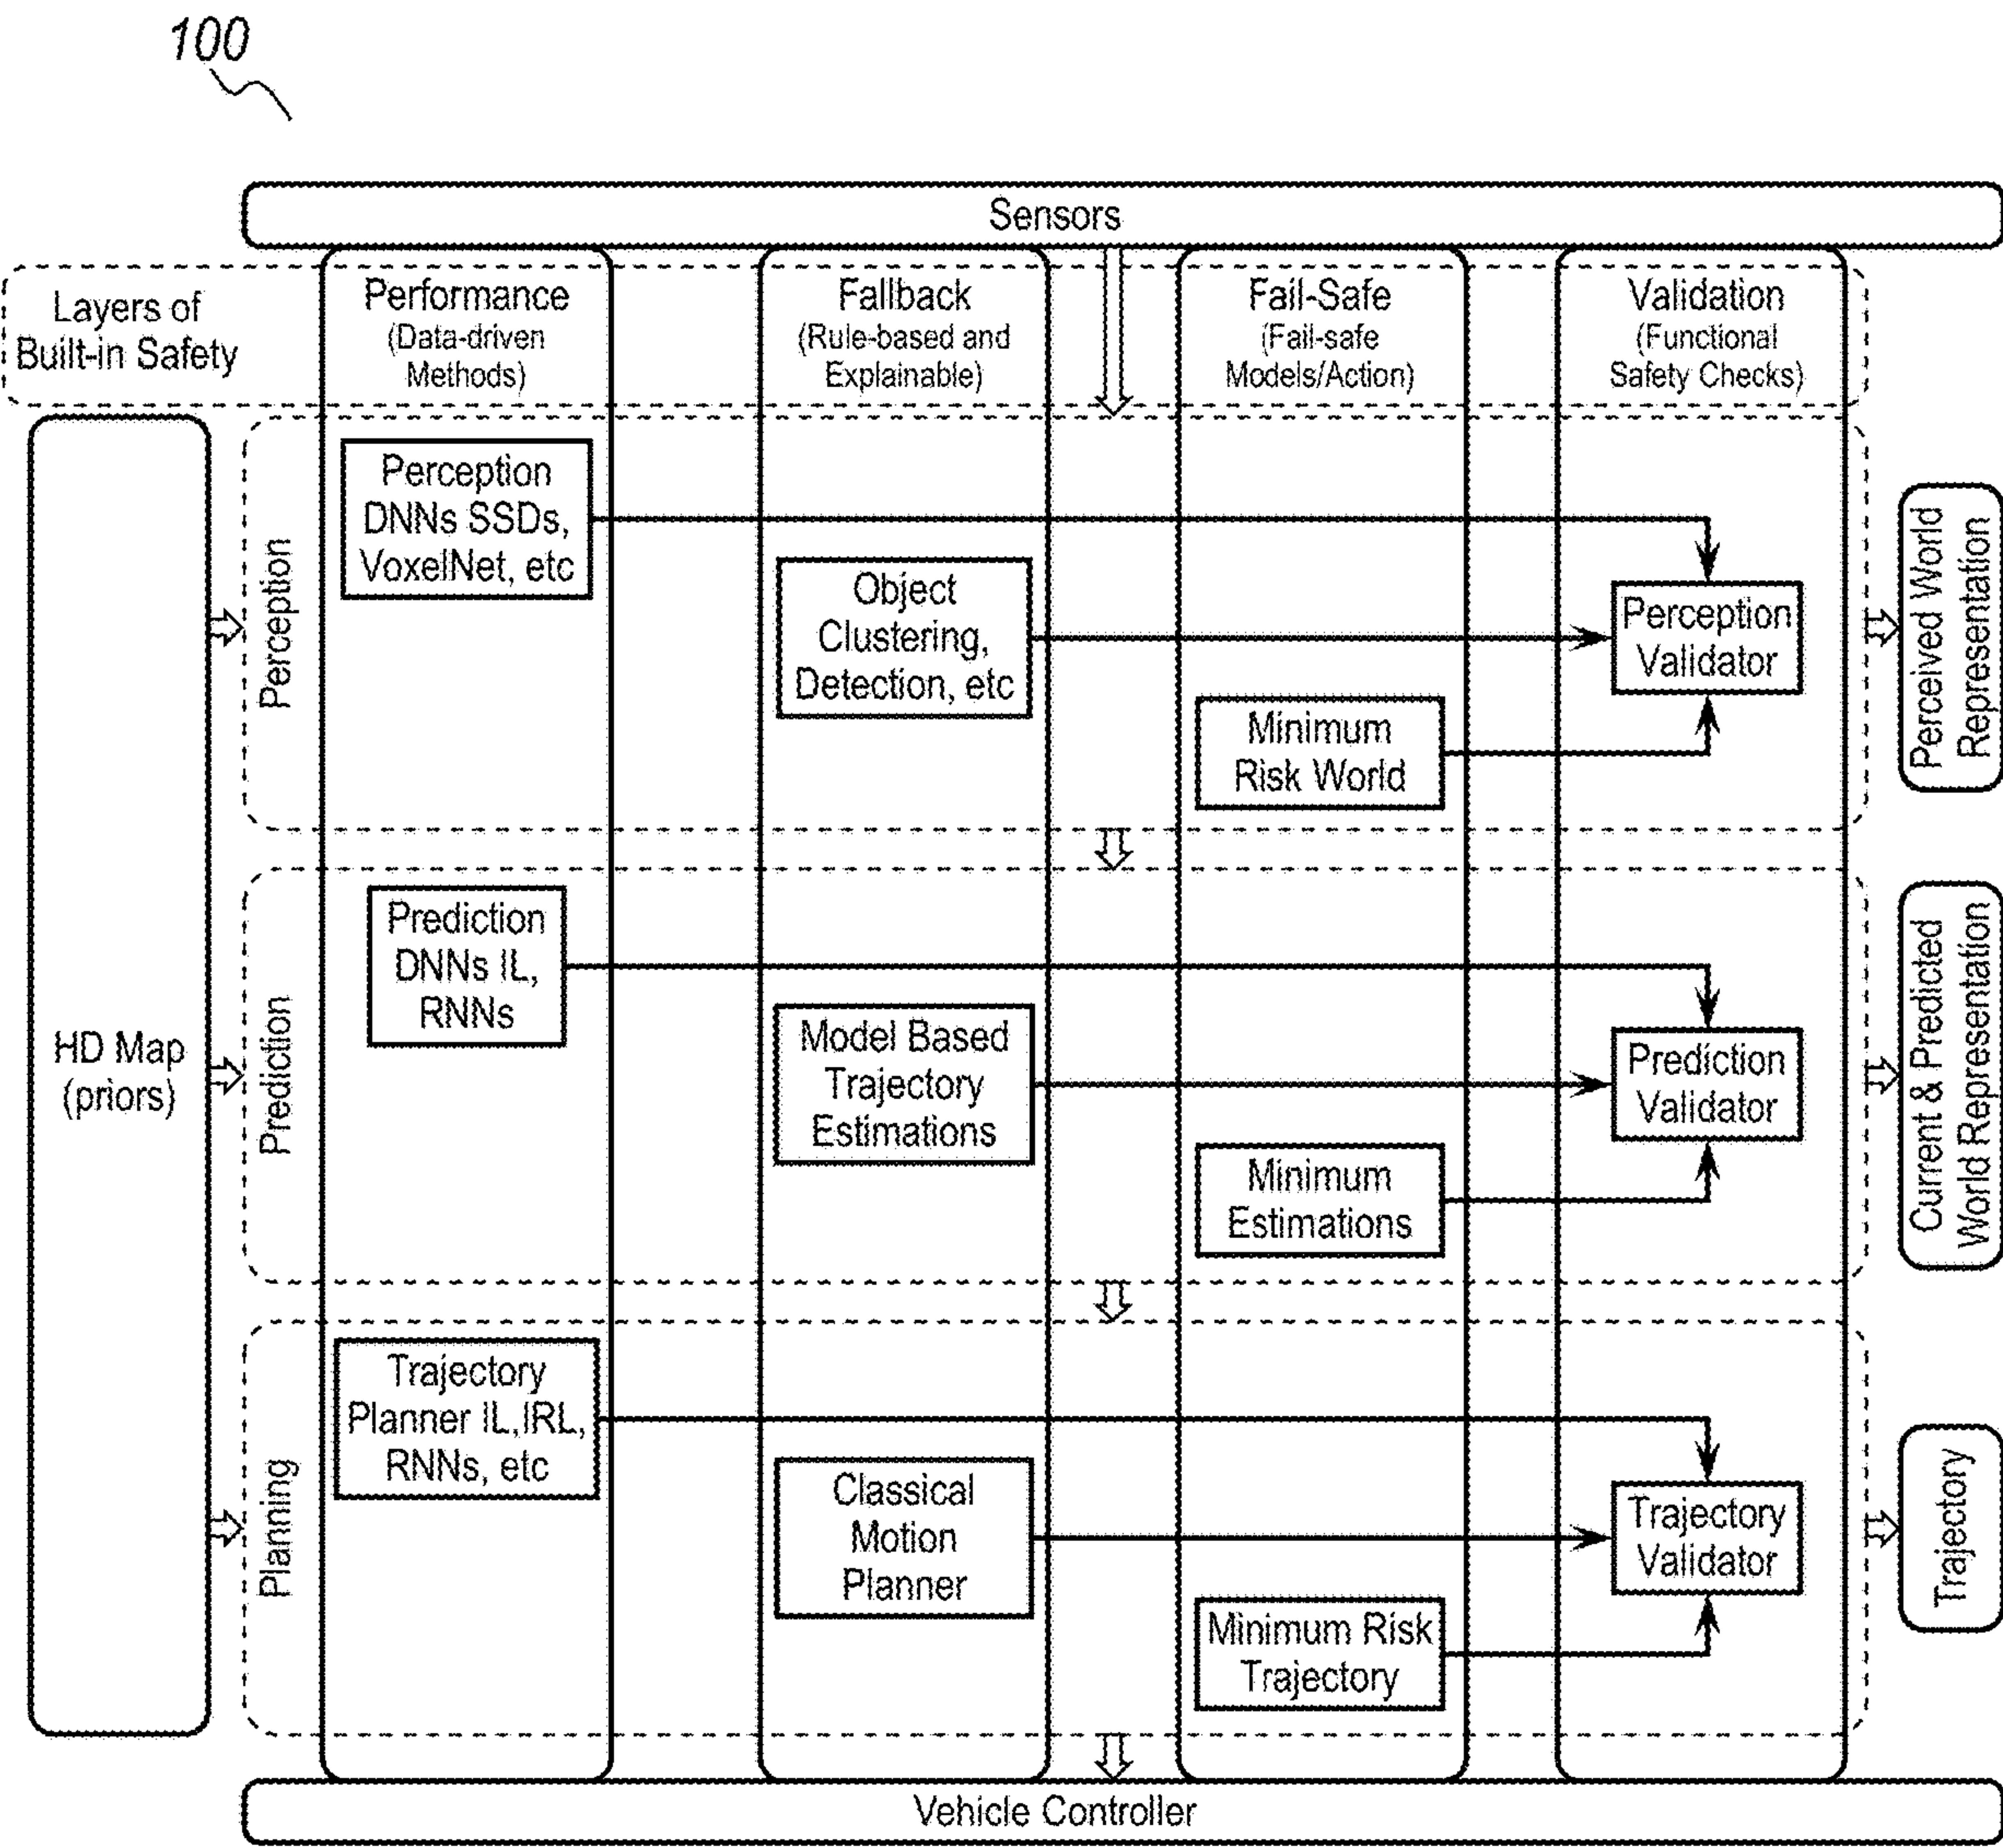 100
Sensors
Layers of
Built-in Safety
Performance
(Data-driven
Methods)
Fallback
(Rule-based and
Explainable)
Fail-Safe
(Fail-safe
Models/Action)
Validation
(Functional
Safety Checks)
HD Map
(priors)
Perception
Perception
DNNs SSDs,
VoxelNet, etc
Object
Clustering,
Detection, etc
Minimum
Risk World
Perception
Validator
Perceived World
Representation
Prediction
Prediction
DNNs IL,
RNNs
Model Based
Trajectory
Estimations
Minimum
Estimations
Prediction
Validator
Current & Predicted
World Representation
Planning
Trajectory
Planner IL,IRL,
RNNs, etc
Classical
Motion
Planner
Minimum Risk
Trajectory
Trajectory
Validator
Trajectory
Vehicle Controller